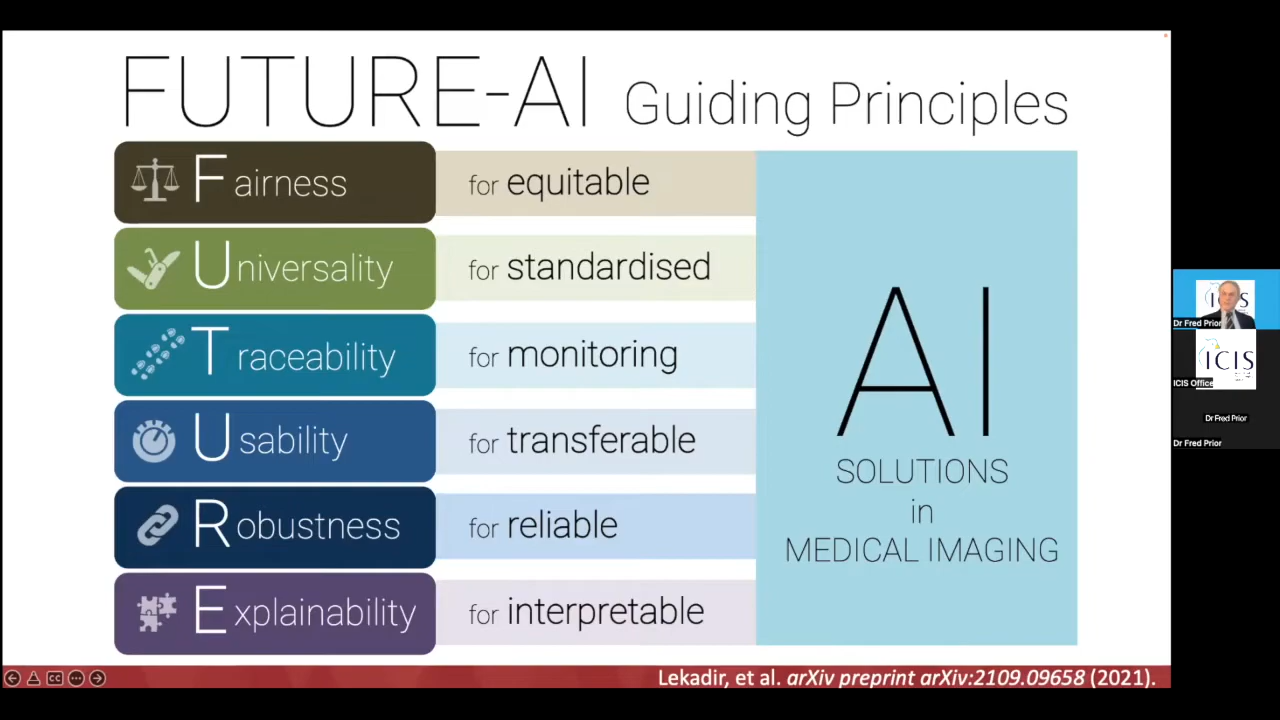 FUTURE-AI Guiding Principles
Fairness for equitable
Universality for standardised
Traceability for monitoring
Usability for transferable
Robustness for reliable
Explainability for interpretable
AI
SOLUTIONS
in
MEDICAL IMAGING
Lekadir, et al. arXiv preprint arXiv:2109.09658 (2021).
CC
ICIS
Dr Fred Prior
ICIS
ICIS Office
Dr Fred Prior
Dr Fred Prior